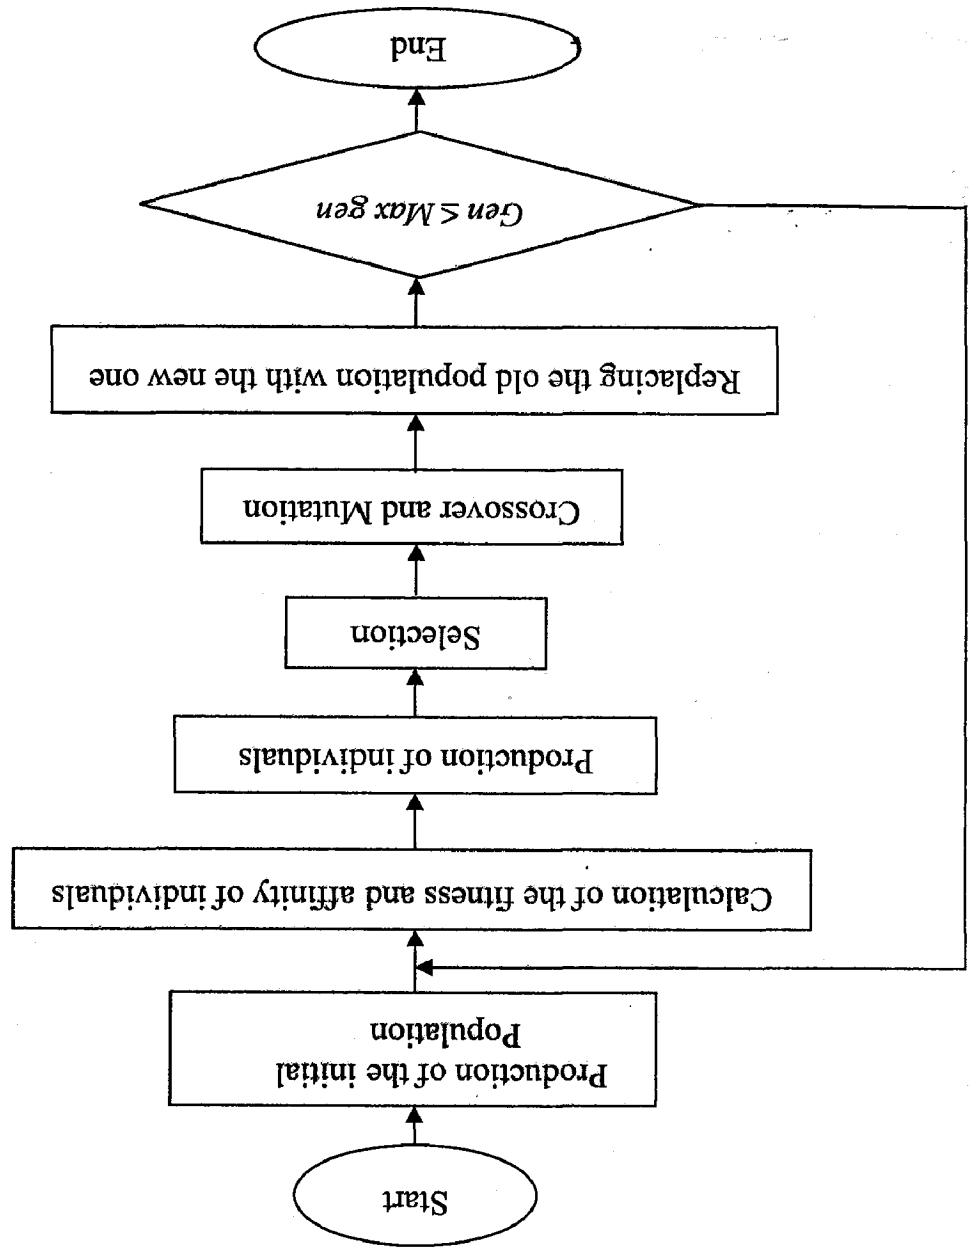 Start
Production of the initial
Population
Calculation of the fitness and affinity of individuals
Production of individuals
Selection
Crossover and Mutation
Replacing the old population with the new one
Gen ≤ Max gen
End